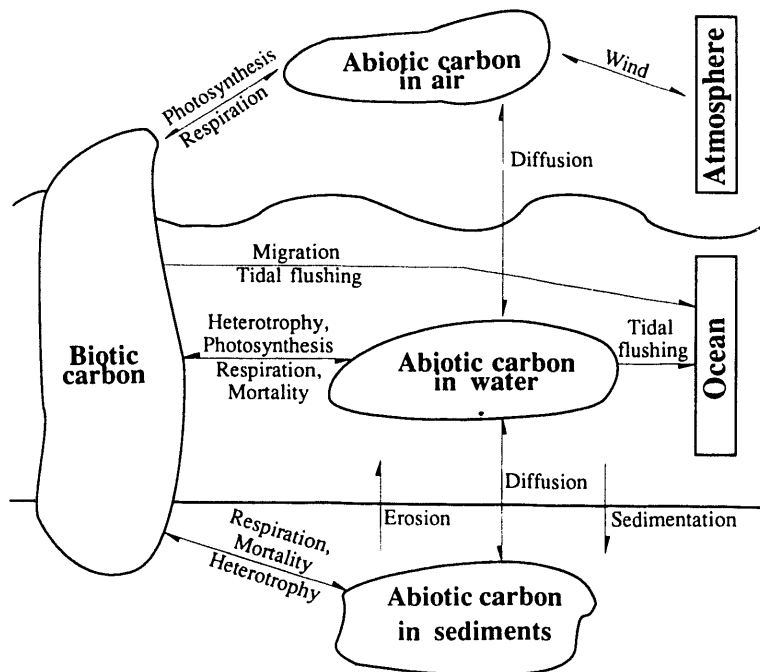 Photosynthesis
Respiration
Abiotic carbon
in air
Wind
Atmosphere
Diffusion
Migration
Tidal flushing
Biotic
carbon
Heterotrophy,
Photosynthesis
Respiration,
Mortality
Abiotic carbon
in water
Tidal
flushing
Ocean
Erosion
Diffusion
Sedimentation
Respiration,
Mortality
Heterotrophy
Abiotic carbon
in sediments